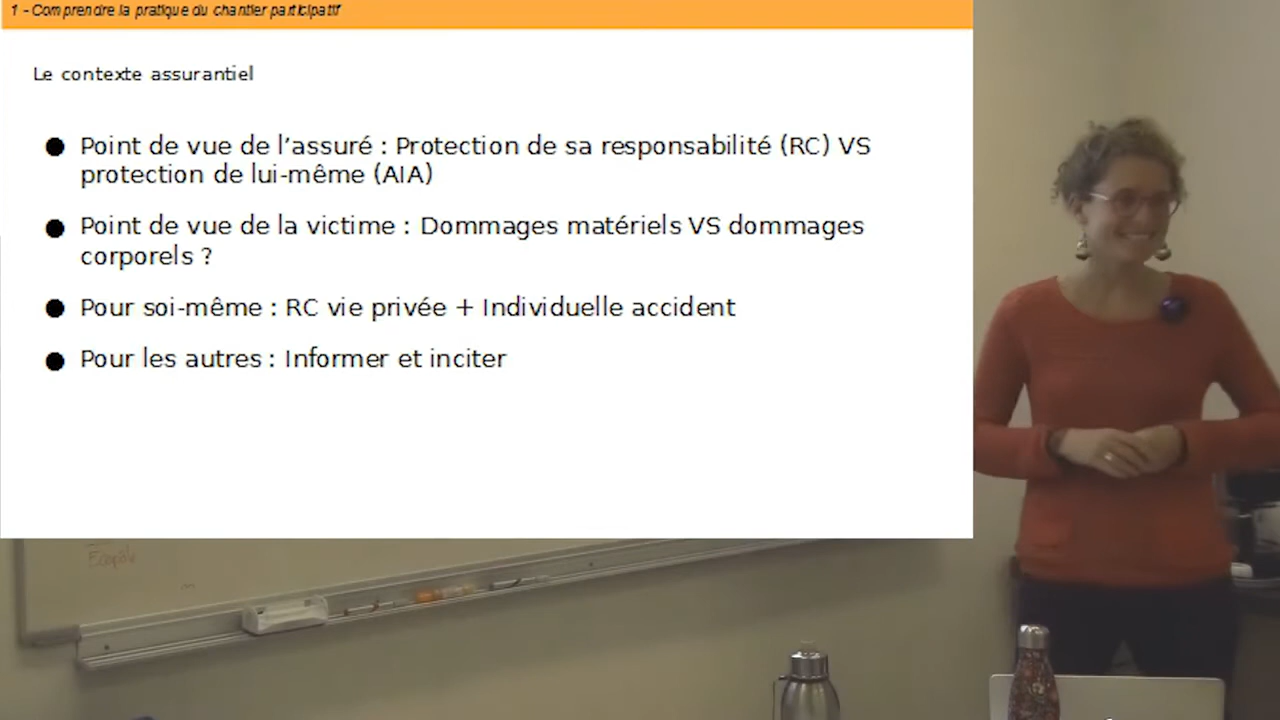 1 - Comprendre la pratique du chantier participatif
Le contexte assurantiel
● Point de vue de l’assuré : Protection de sa responsabilité (RC) VS
protection de lui-même (AIA)
● Point de vue de la victime : Dommages matériels VS dommages
corporels ?
● Pour soi-même : RC vie privée + Individuelle accident
● Pour les autres : Informer et inciter